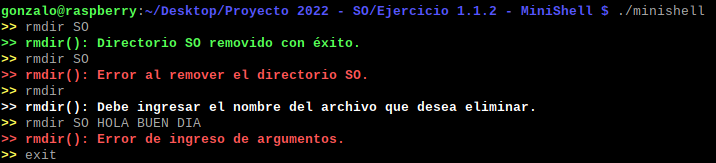 gonzalo@raspberry:~/Desktop/Proyecto 2022 - SO/Ejercicio 1.1.2 - MiniShell $ ./minishell
>> rmdir SO
>> rmdir(): Directorio SO removido con éxito.
>> rmdir SO
>> rmdir(): Error al remover el directorio SO.
>> rmdir
>> rmdir(): Debe ingresar el nombre del archivo que desea eliminar.
>> rmdir SO HOLA BUEN DIA
>> rmdir(): Error de ingreso de argumentos.
>> exit